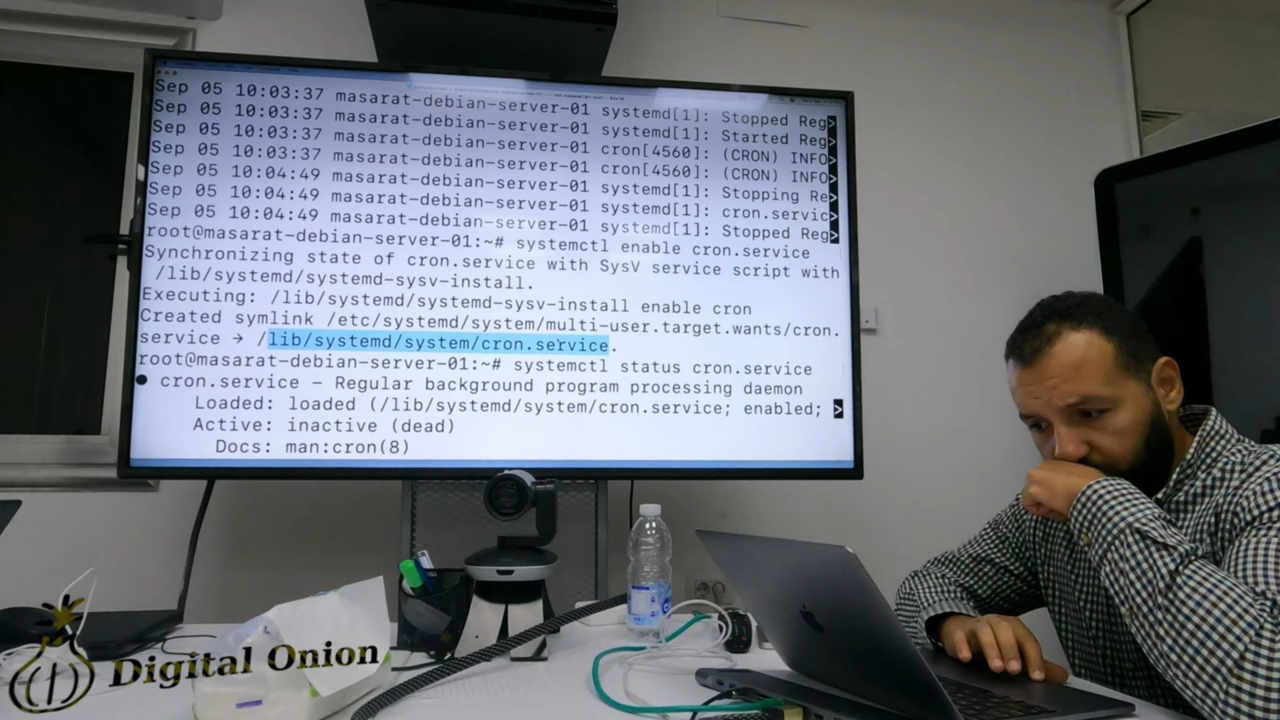 Sep 05 10:03:37 masarat-debian-server-01 systemd[1]: Stopped Reg>
Sep 05 10:03:37 masarat-debian-server-01 systemd[1]: Started Reg>
Sep 05 10:03:37 masarat-debian-server-01 cron[4560]: (CRON) INFO>
Sep 05 10:03:37 masarat-debian-server-01 cron[4560]: (CRON) INFO>
Sep 05 10:04:49 masarat-debian-server-01 systemd[1]: Stopping Re>
Sep 05 10:04:49 masarat-debian-server-01 systemd[1]: cron.servic>
Sep 05 10:04:49 masarat-debian-server-01 systemd[1]: Stopped Reg>
root@masarat-debian-server-01:~# systemctl enable cron.service
Synchronizing state of cron.service with SysV service script with
/lib/systemd/systemd-sysv-install.
Executing: /lib/systemd/systemd-sysv-install enable cron
Created symlink /etc/systemd/system/multi-user.target.wants/cron.
service → /lib/systemd/system/cron.service.
root@masarat-debian-server-01:~# systemctl status cron.service
● cron.service – Regular background program processing daemon
Loaded: loaded (/lib/systemd/system/cron.service; enabled; >
Active: inactive (dead)
Docs: man:cron(8)
Digital Onion